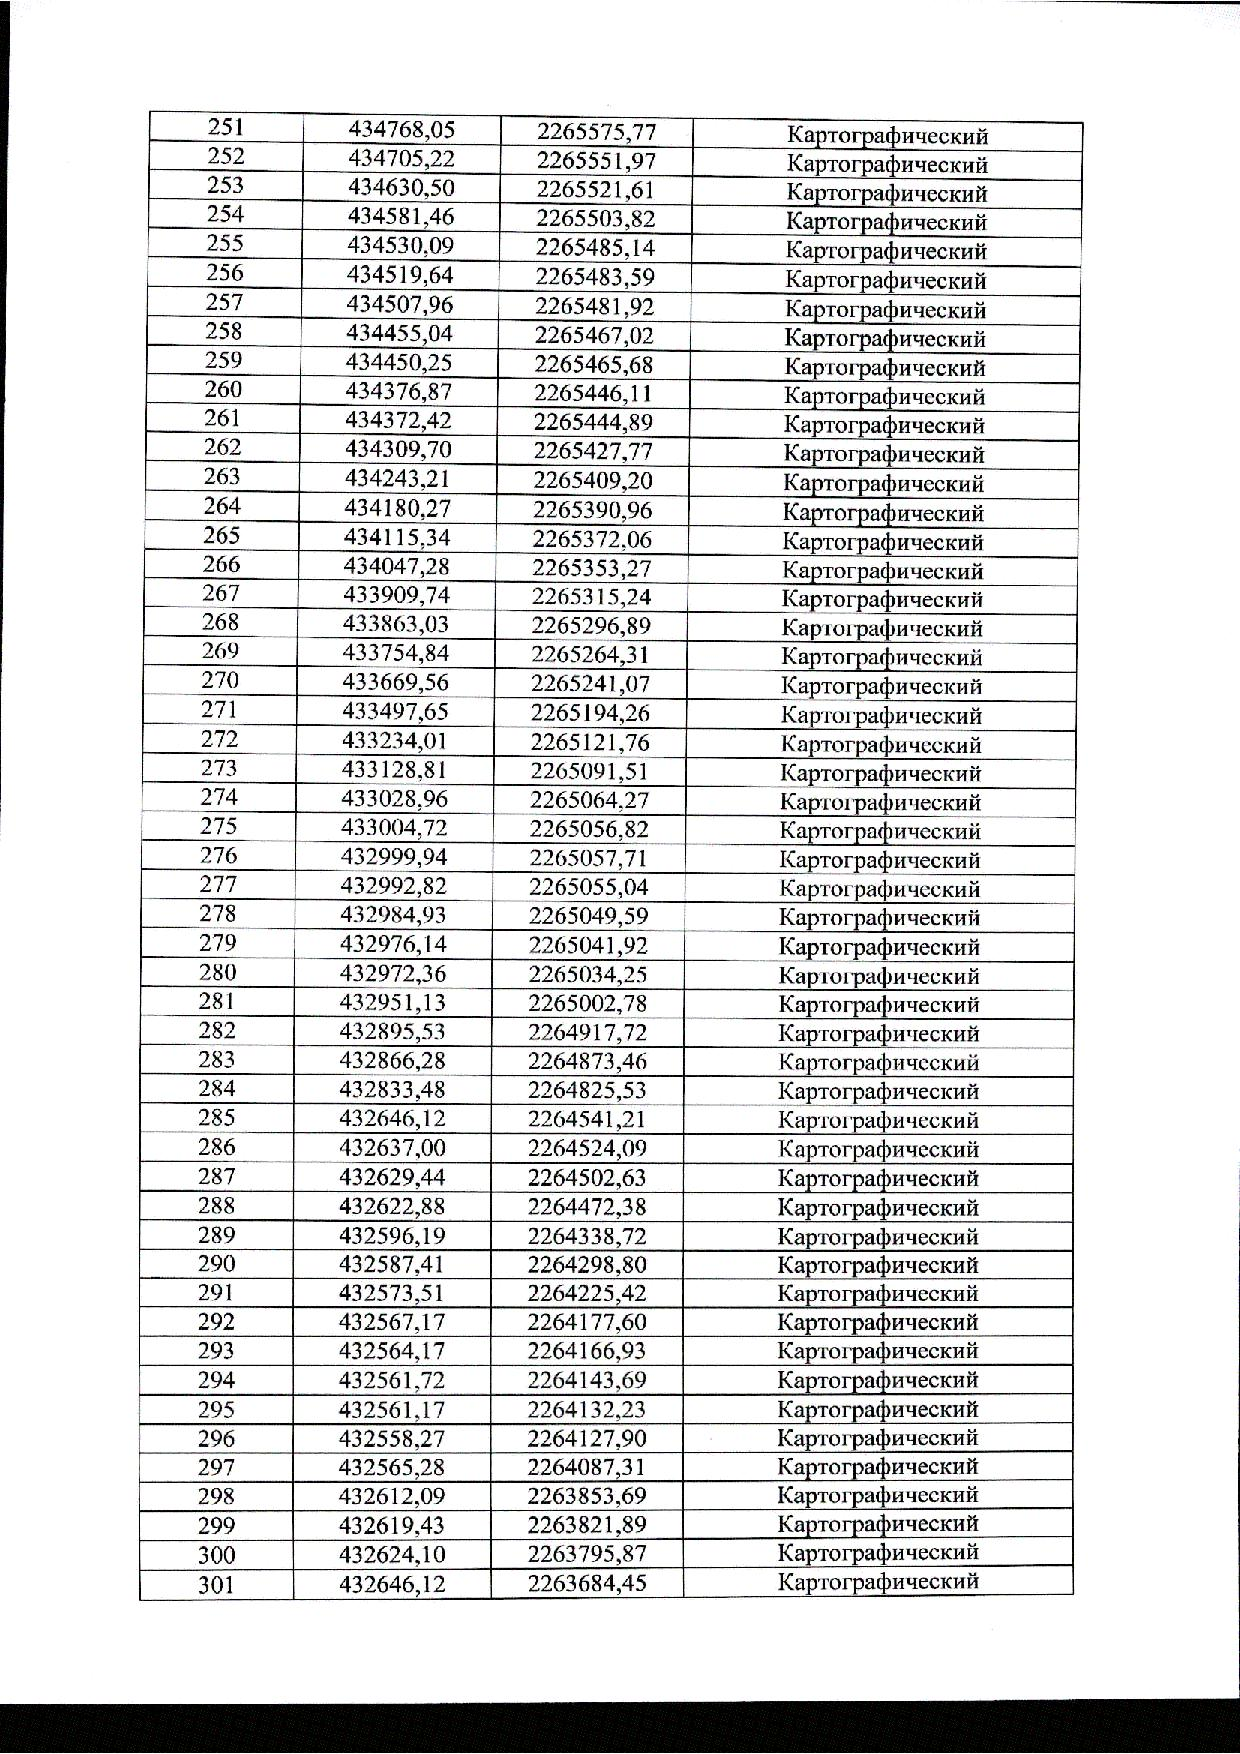 251 434768,05 2265575,77 Картографический
252 434705,22 2265551,97 Картографический
253 434630,50 2265521,61 Картографический
254 434581,46 2265503,82 Картографический
255 434530,09 2265485,14 Картографический
256 434519,64 2265483,59 Картографический
257 434507,96 2265481,92 Картографический
258 434455,04 2265467,02 Картографический
259 434450,25 2265465,68 Картографический
260 434376,87 2265446,11 Картографический
261 434372,42 2265444,89 Картографический
262 434309,70 2265427,77 Картографический
263 434243,21 2265409,20 Картографический
264 434180,27 2265390,96 Картографический
265 434115,34 2265372,06 Картографический
266 434047,28 2265353,27 Картографический
267 433909,74 2265315,24 Картографический
268 433863,03 2265296,89 Картографический
269 433754,84 2265264,31 Картографический
270 433669,56 2265241,07 Картографический
271 433497,65 2265194,26 Картографический
272 433234,01 2265121,76 Картографический
273 433128,81 2265091,51 Картографический
274 433028,96 2265064,27 Картографический
275 433004,72 2265056,82 Картографический
276 432999,94 2265057,71 Картографический
277 432992,82 2265055,04 Картографический
278 432984,93 2265049,59 Картографический
279 432976,14 2265041,92 Картографический
280 432972,36 2265034,25 Картографический
281 432951,13 2265002,78 Картографический
282 432895,53 2264917,72 Картографический
283 432866,28 2264873,46 Картографический
284 432833,48 2264825,53 Картографический
285 432646,12 2264541,21 Картографический
286 432637,00 2264524,09 Картографический
287 432629,44 2264502,63 Картографический
288 432622,88 2264472,38 Картографический
289 432596,19 2264338,72 Картографический
290 432587,41 2264298,80 Картографический
291 432573,51 2264225,42 Картографический
292 432567,17 2264177,60 Картографический
293 432564,17 2264166,93 Картографический
294 432561,72 2264143,69 Картографический
295 432561,17 2264132,23 Картографический
296 432558,27 2264127,90 Картографический
297 432565,28 2264087,31 Картографический
298 432612,09 2263853,69 Картографический
299 432619,43 2263821,89 Картографический
300 432624,10 2263795,87 Картографический
301 432646,12 2263684,45 Картографический